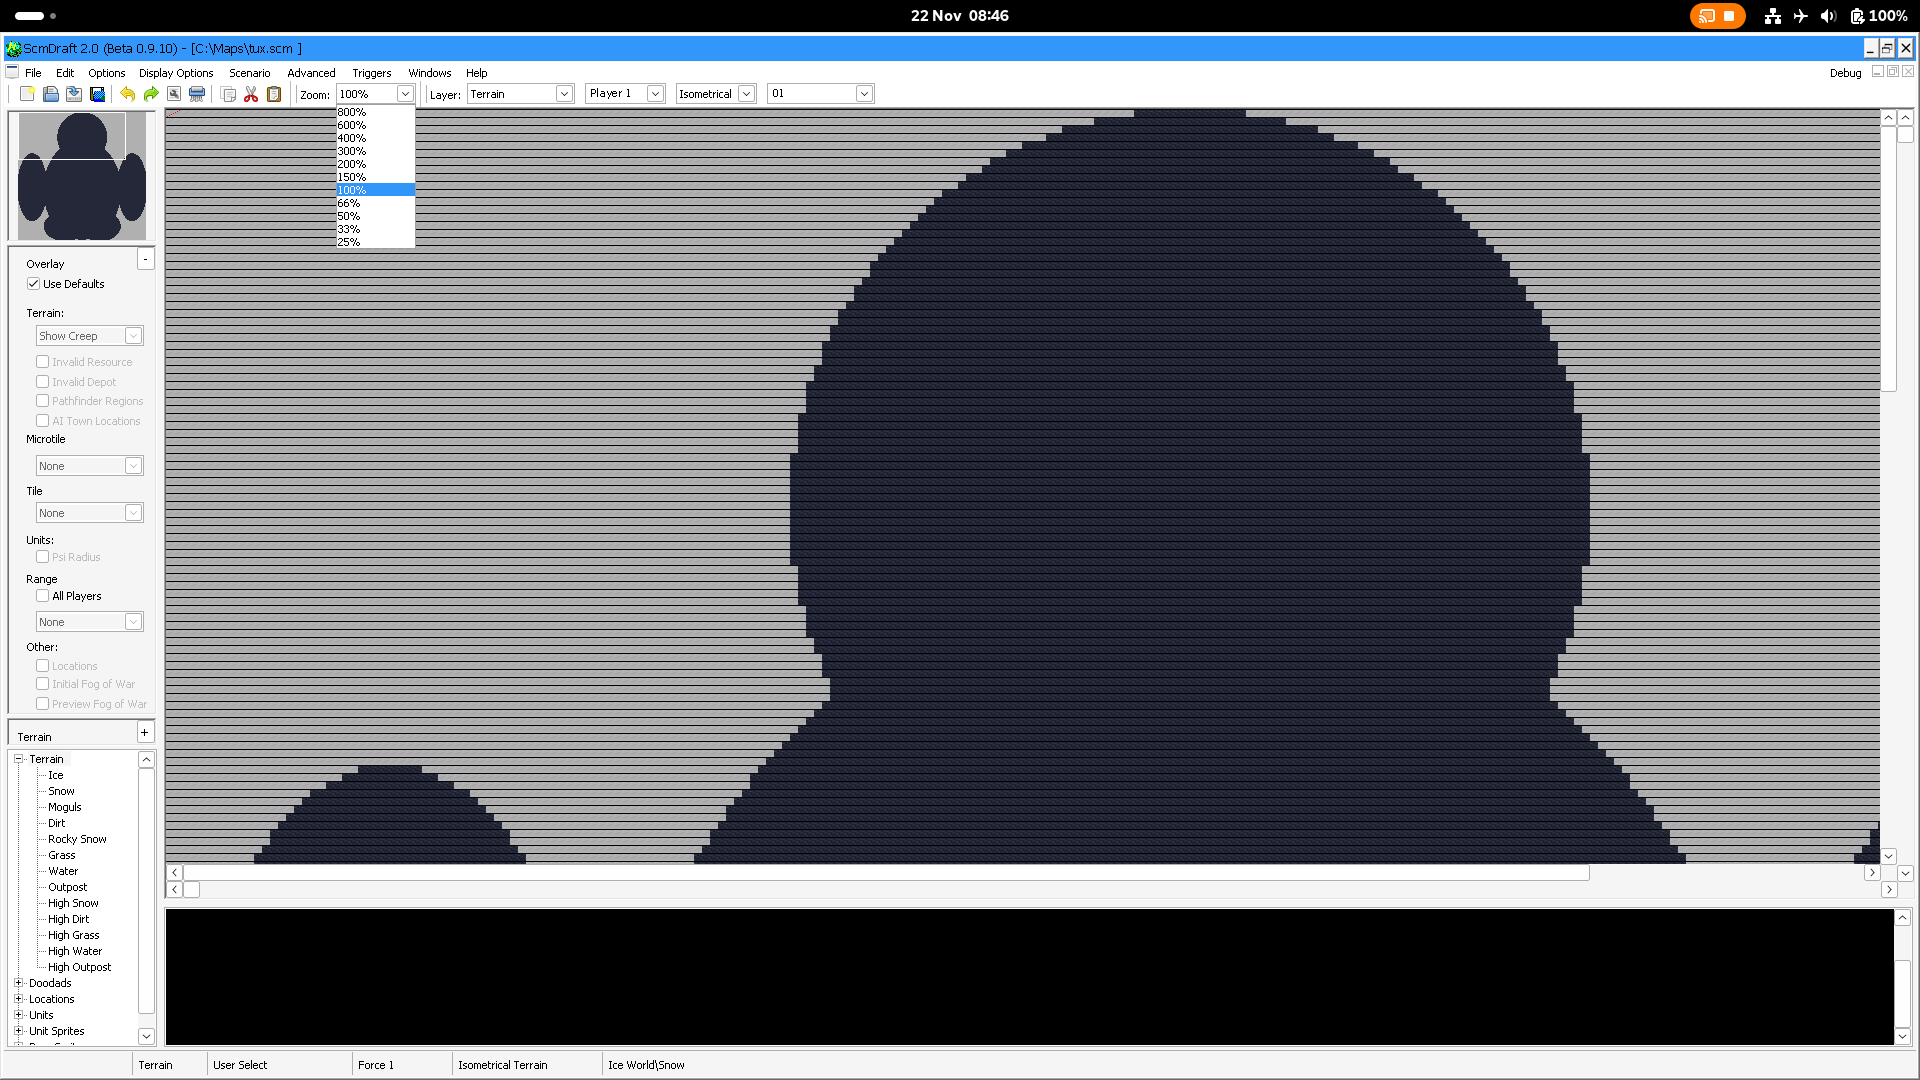 22 Nov 08:46
100%
ScmDraft 2.0 (Beta 0.9.10) - [C:\Maps\tux.scm ]
File Edit Options Display Options Scenario Advanced Triggers Windows Help Debug
Zoom: 100% Layer: Terrain Player 1 Isometrical 01
800%
600%
400%
300%
200%
150%
100%
66%
50%
33%
25%
Overlay
-
Use Defaults
Terrain:
Show Creep
Invalid Resource
Invalid Depot
Pathfinder Regions
AI Town Locations
Microtile
None
Tile
None
Units:
Psi Radius
Range
All Players
None
Other:
Locations
Initial Fog of War
Preview Fog of War
Terrain
+
Terrain
Ice
Snow
Moguls
Dirt
Rocky Snow
Grass
Water
Outpost
High Snow
High Dirt
High Grass
High Water
High Outpost
Doodads
Locations
Units
Unit Sprites
Terrain User Select Force 1 Isometrical Terrain Ice World\Snow